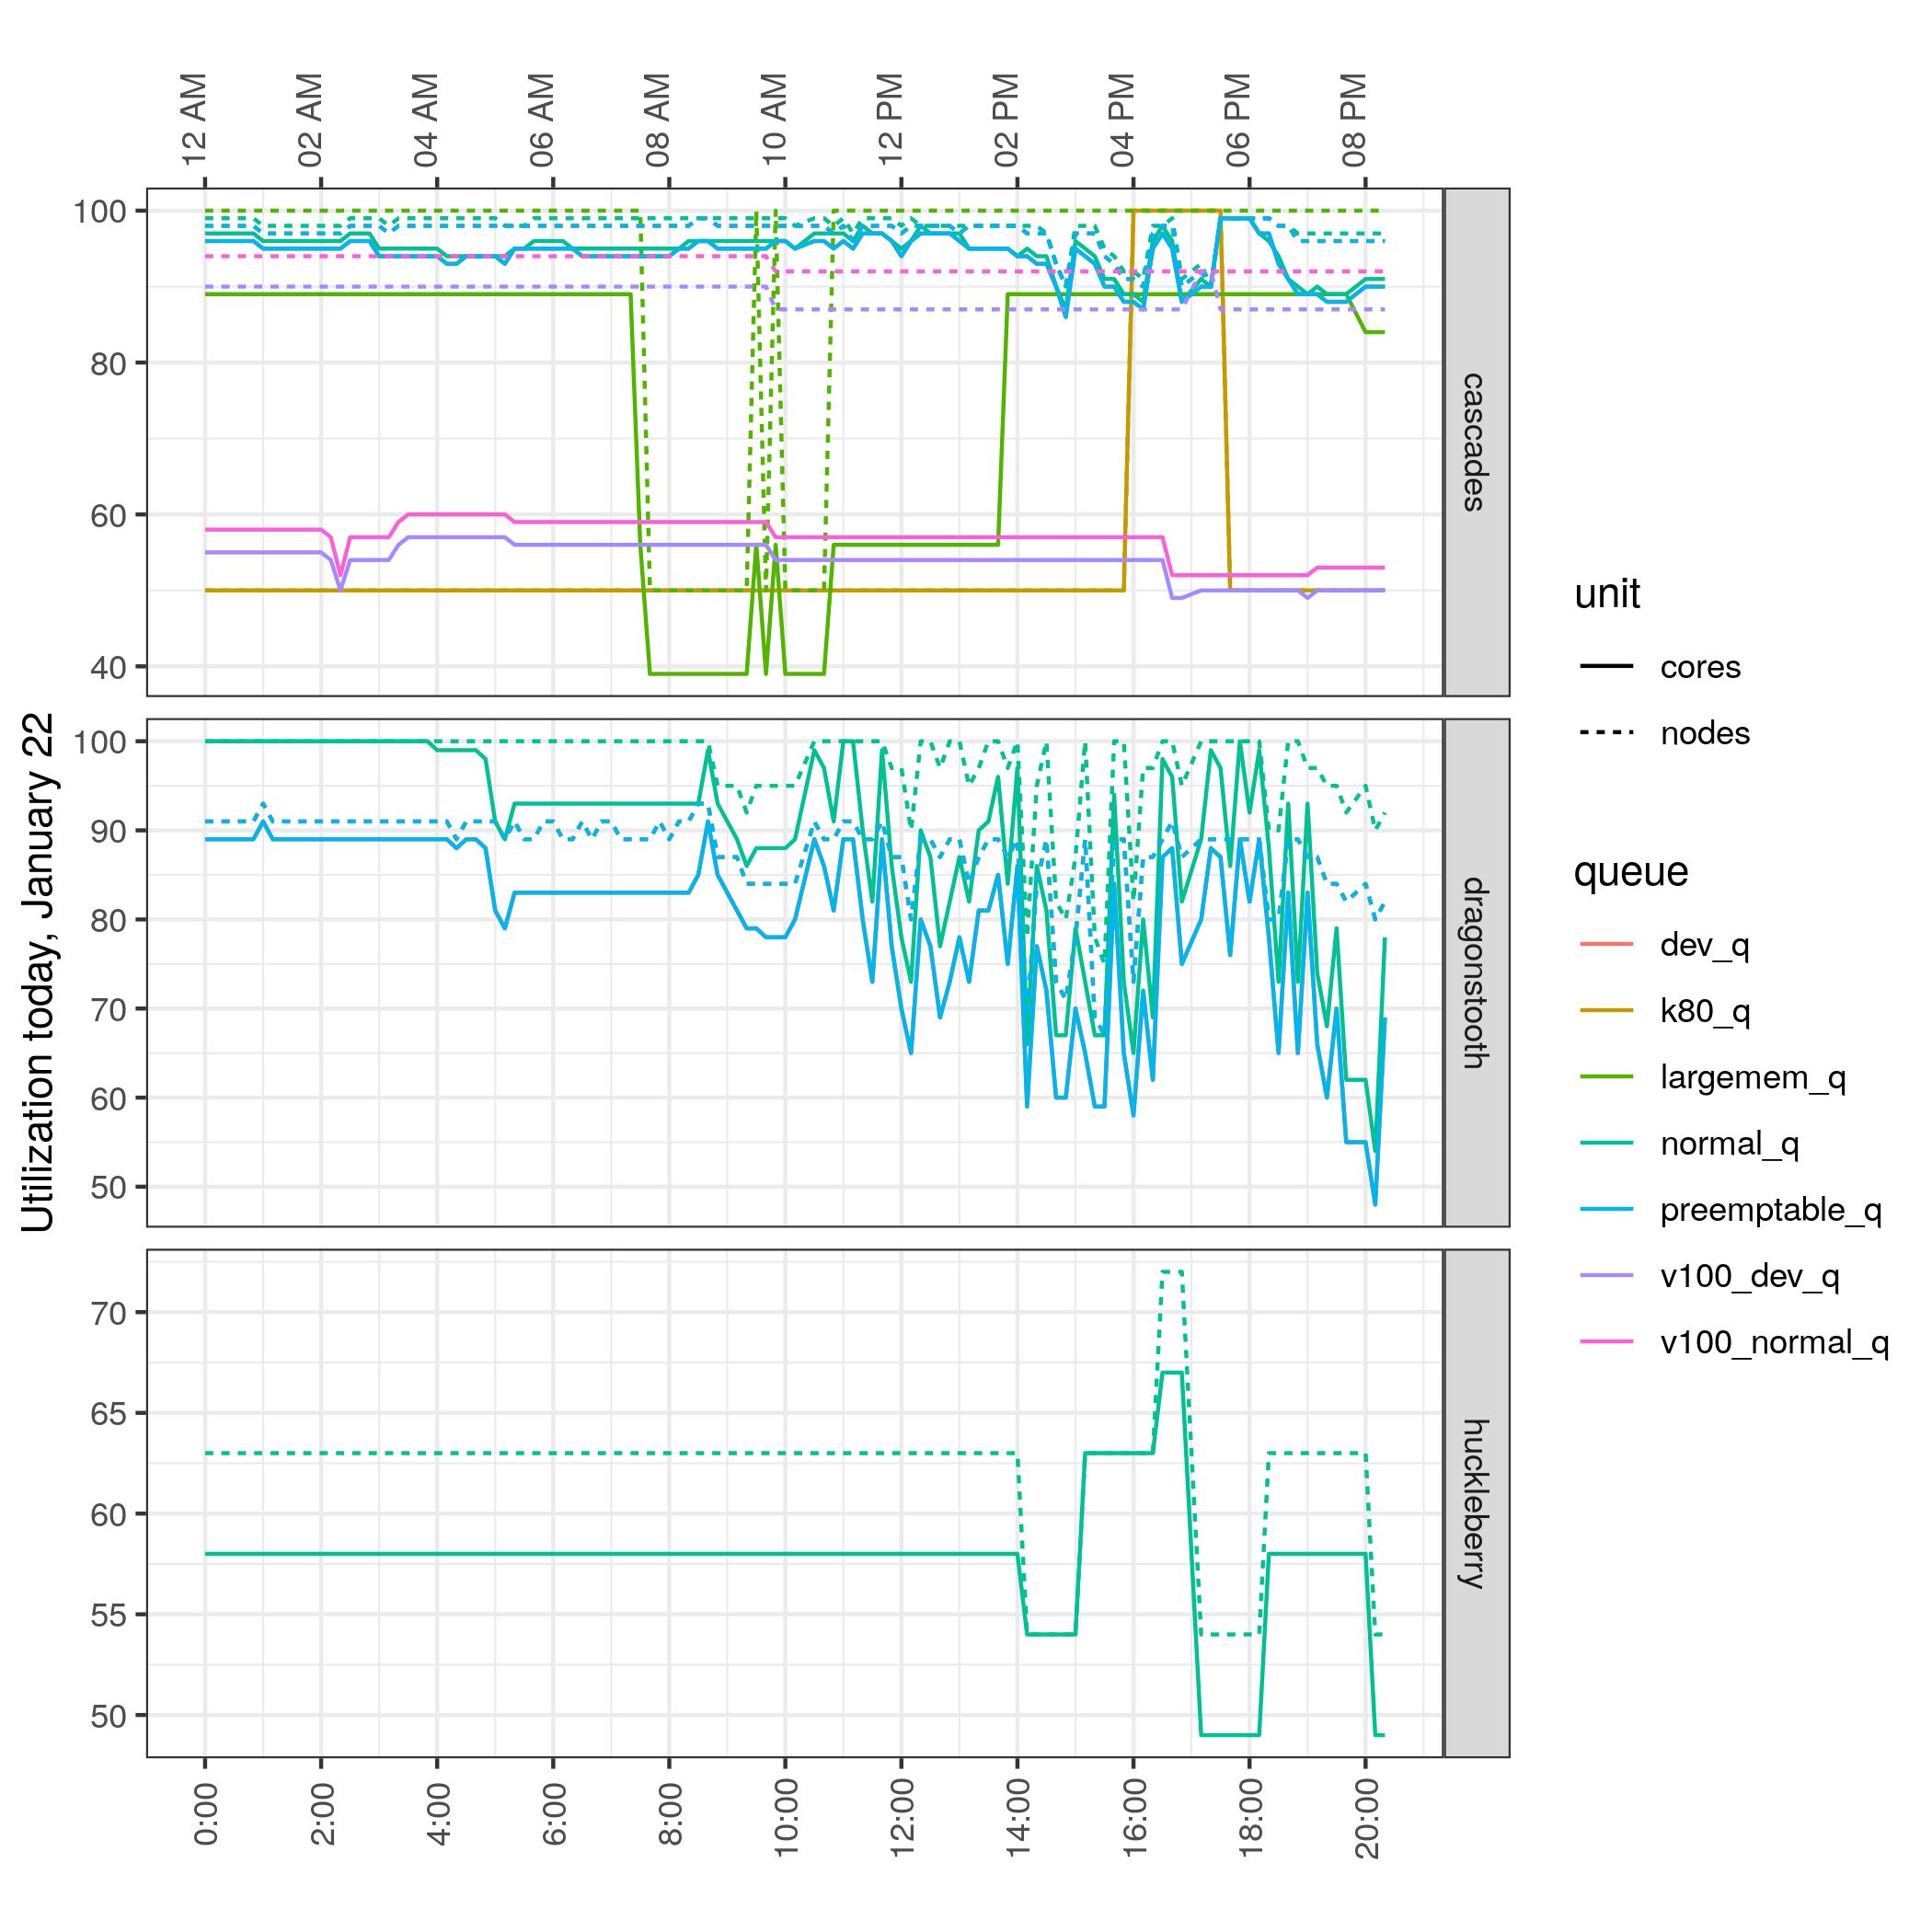 12 AM
02 AM
04 AM
06 AM
08 AM
10 AM
12 PM
02 PM
04 PM
06 PM
08 PM
Utilization today, January 22
100
80
60
40
cascades
100
90
80
70
60
50
dragonstooth
70
65
60
55
50
huckleberry
0:00
2:00
4:00
6:00
8:00
10:00
12:00
14:00
16:00
18:00
20:00
unit
cores
nodes
queue
dev_q
k80_q
largemem_q
normal_q
preemptable_q
v100_dev_q
v100_normal_q